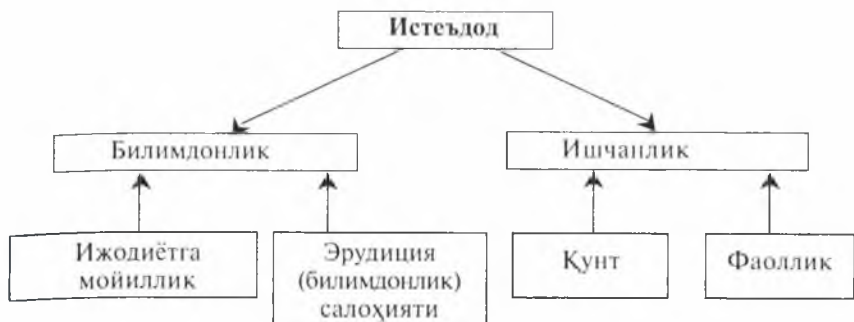 Истеъдод
Билимдонлик
Ишчанлик
Ижодиётга
мойиллик
Эрудиция
(билимдонлик)
салоҳияти
Қунт
Фаоллик